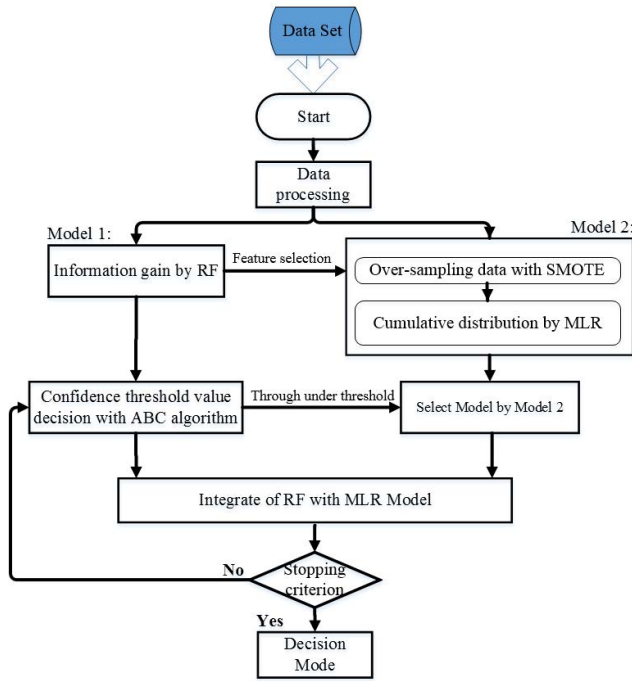 Data Set
Start
Data
processing
Model 1:
Model 2:
Information gain by RF
Feature selection
Over-sampling data with SMOTE
Cumulative distribution by MLR
Confidence threshold value
decision with ABC algorithm
Through under threshold
Select Model by Model 2
Integrate of RF with MLR Model
No
Stopping
criterion
Yes
Decision
Mode